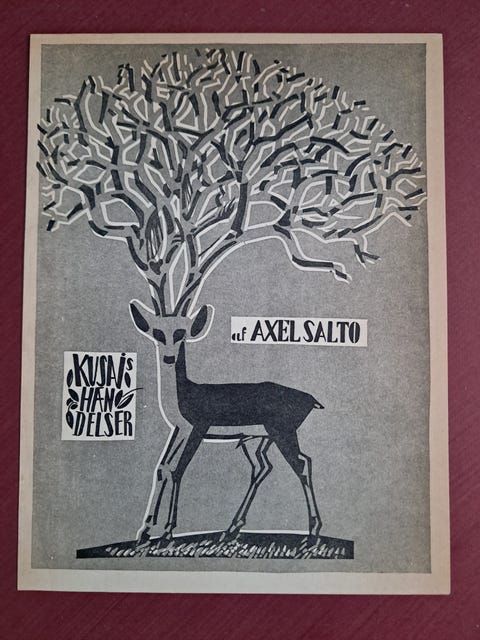 af AXEL SALTO
KUSAIS
HÆN
DELSER